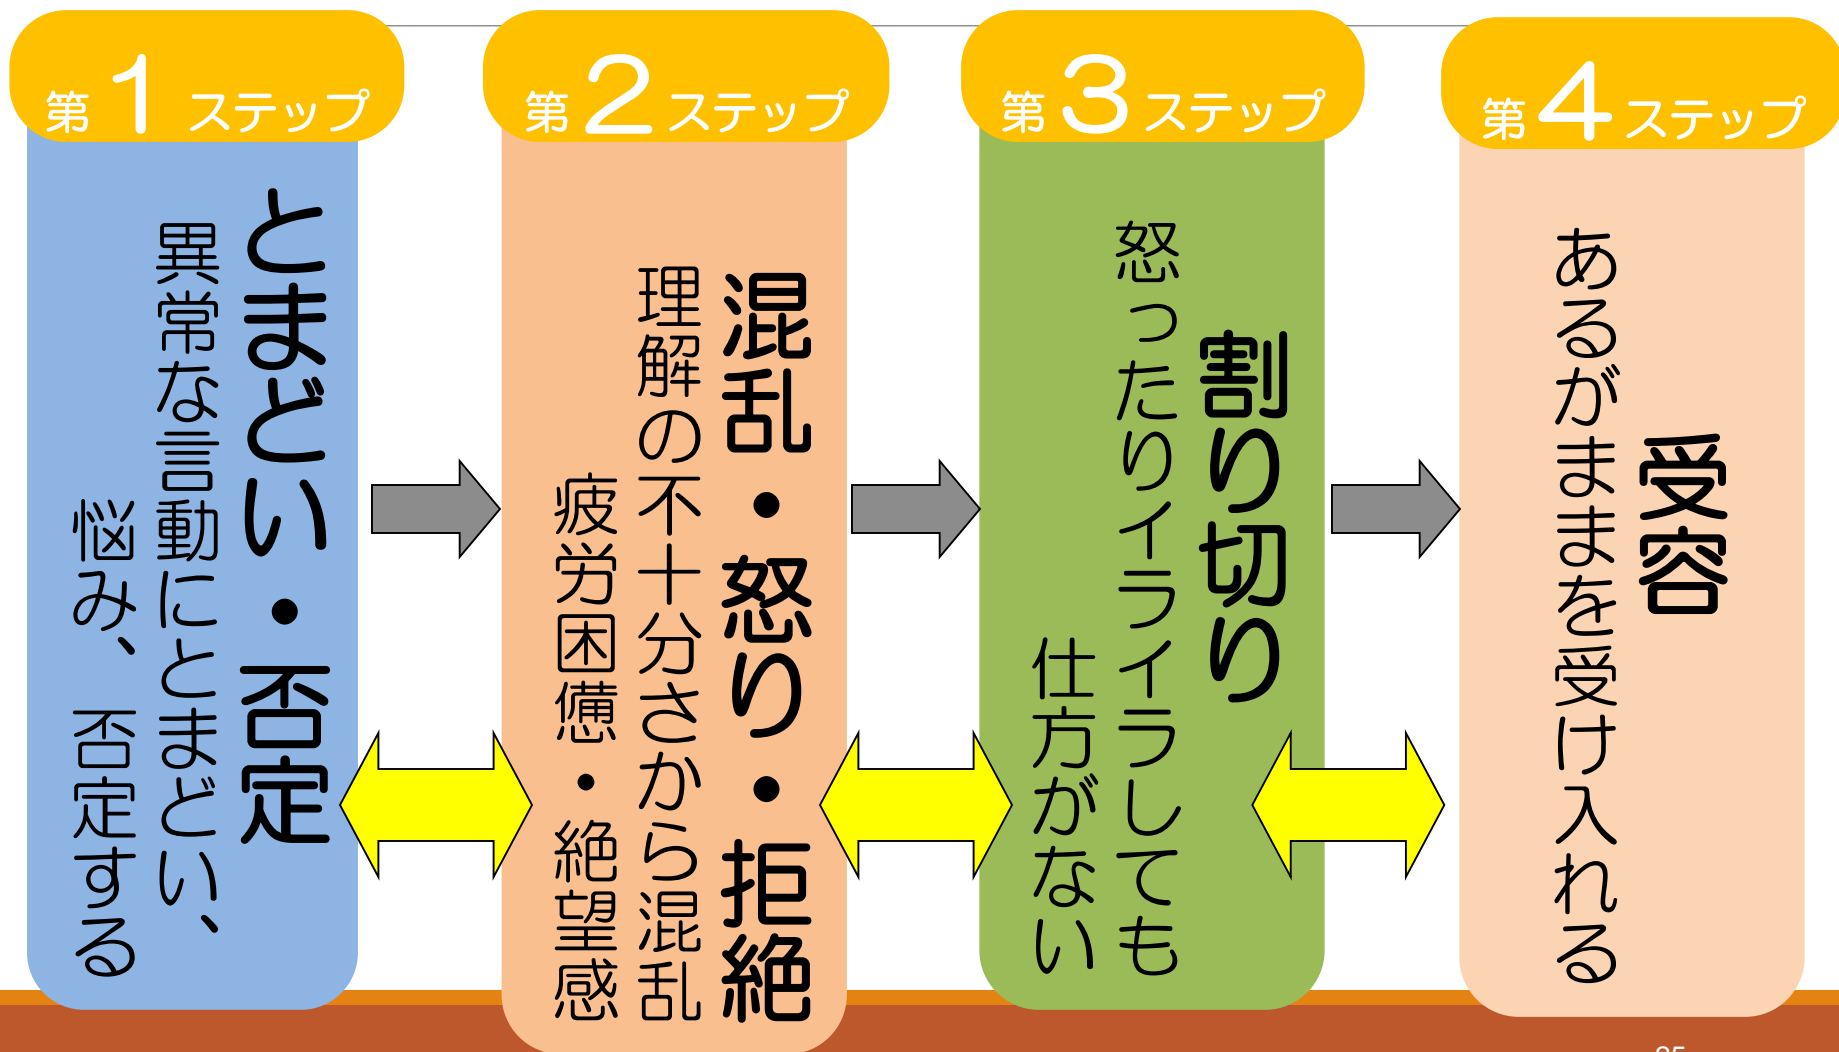 第1ステップ
とまどい・否定
異常な言動にとまどい、
悩み、否定する
第2ステップ
混乱・怒り・拒絶
理解の不十分さから混乱
疲労困憊・絶望感
第3ステップ
割り切り
怒ったりイライラしても
仕方がない
第4ステップ
受容
あるがままを受け入れる